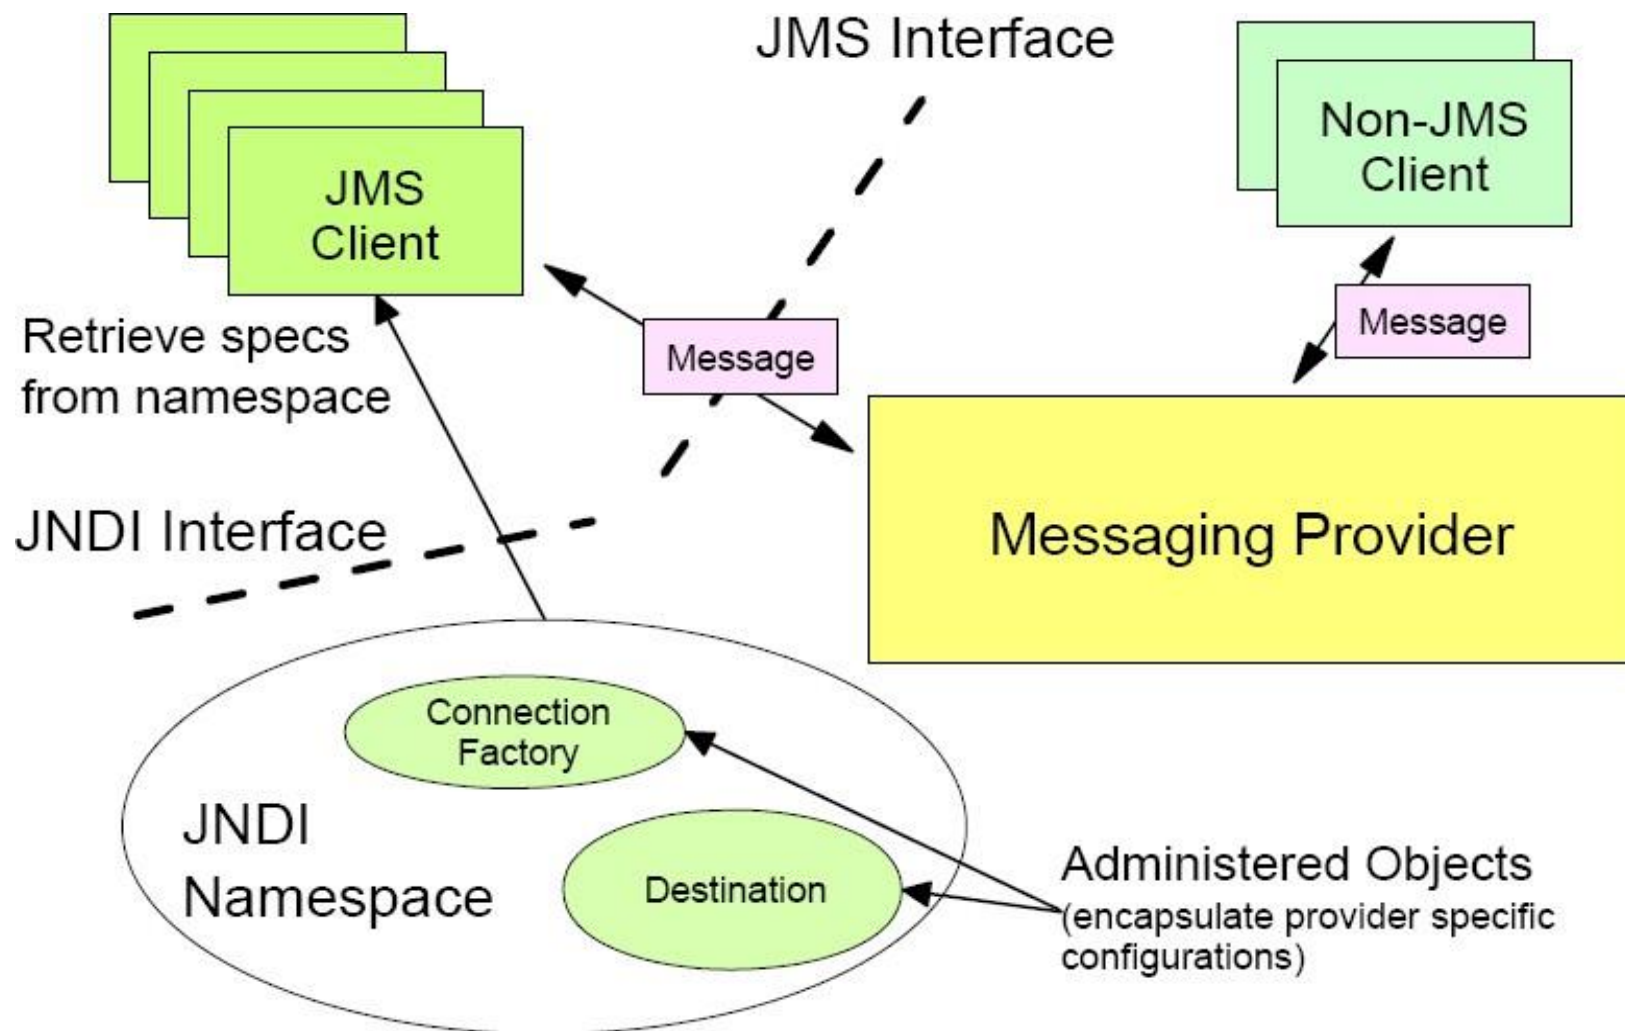 JMS Interface
Non-JMS
Client
JMS
Client
Message
Message
Retrieve specs
from namespace
JNDI Interface
Messaging Provider
Connection
Factory
JNDI
Namespace
Destination
Administered Objects
(encapsulate provider specific
configurations)